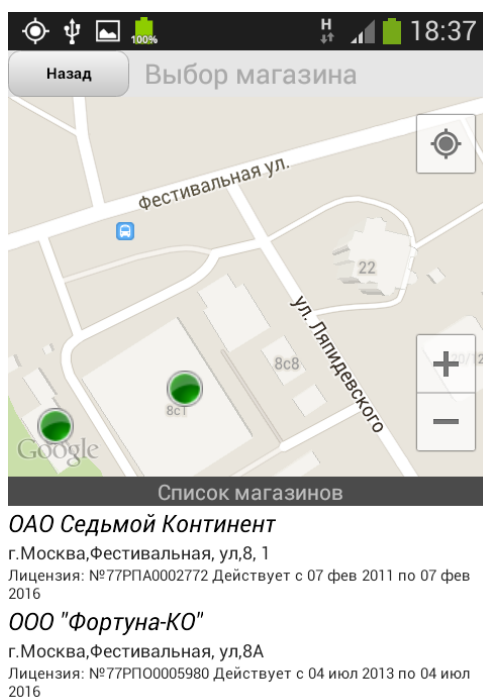 100%
H
18:37
Назад
Выбор магазина
Фестивальная ул.
22
ул. Ляпидевского
8с8
8с1
Google
Список магазинов
ОАО Седьмой Континент
г.Москва,Фестивальная, ул,8, 1
Лицензия: №77РПА0002772 Действует с 07 фев 2011 по 07 фев
2016
ООО "Фортуна-КО"
г.Москва,Фестивальная, ул,8А
Лицензия: №77РПО0005980 Действует с 04 июл 2013 по 04 июл
2016